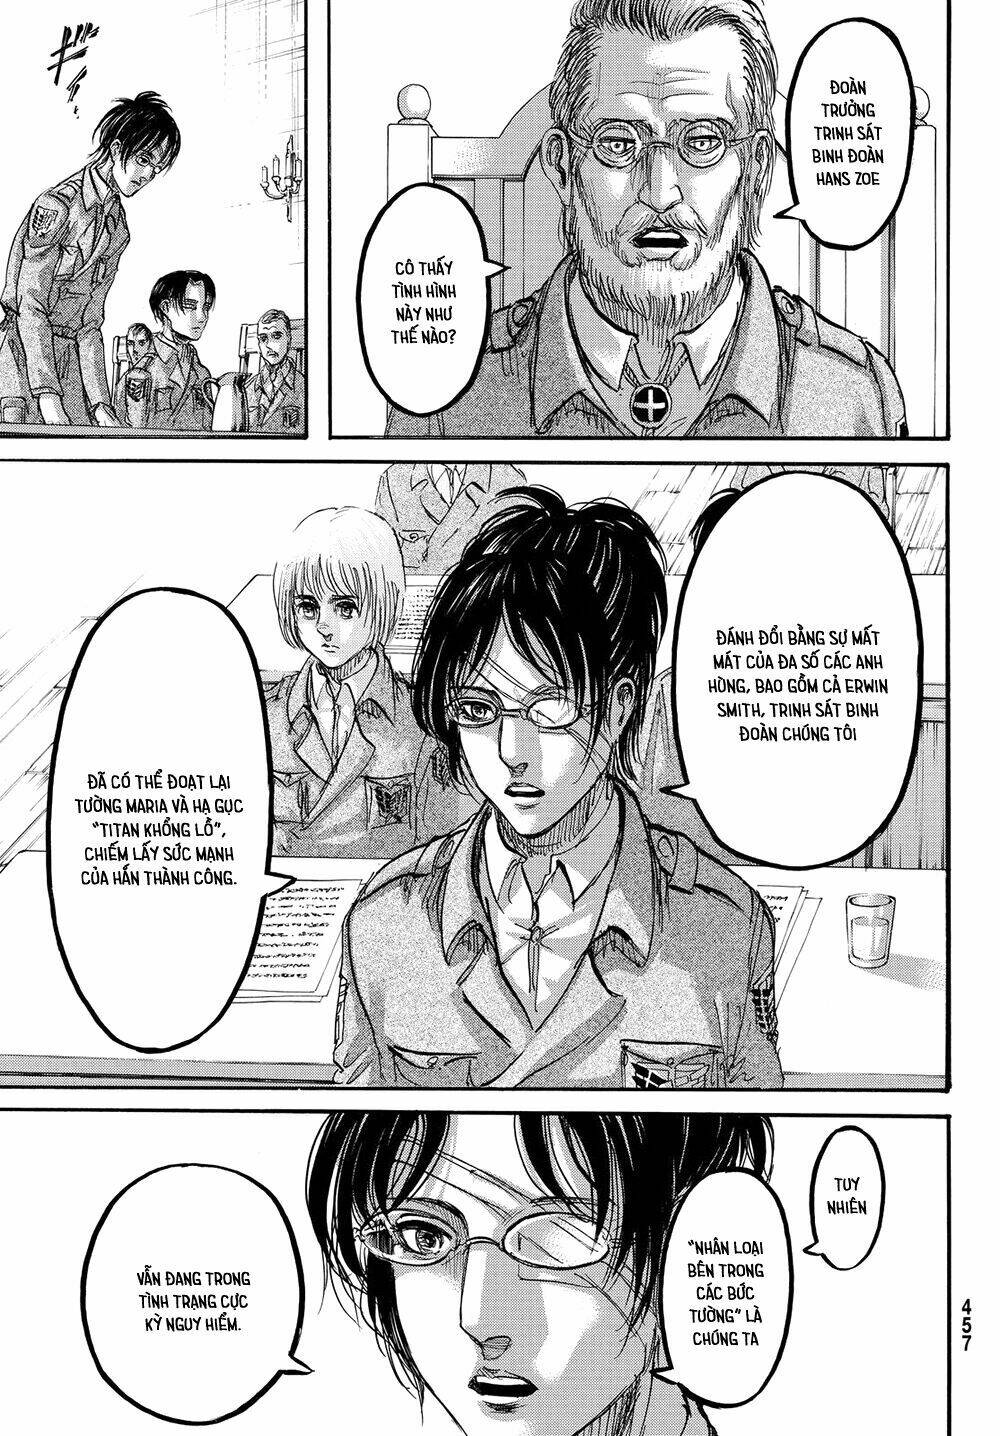 ĐOÀN
TRƯỞNG
TRINH SÁT
BINH ĐOÀN
HANS ZOE
CÔ THẤY
TÌNH HÌNH
NÀY NHƯ
THẾ NÀO?
ĐÁNH ĐỔI BẰNG SỰ MẤT
MÁT CỦA ĐA SỐ CÁC ANH
HÙNG, BAO GỒM CẢ ERWIN
SMITH, TRINH SÁT BINH
ĐOÀN CHÚNG TÔI
ĐÃ CÓ THỂ ĐOẠT LẠI
TƯỜNG MARIA VÀ HẠ GỤC
"TITAN KHỔNG LỒ",
CHIẾM LẤY SỨC MẠNH
CỦA HẮN THÀNH CÔNG.
TUY
NHIÊN
"NHÂN LOẠI
BÊN TRONG
CÁC BỨC
TƯỜNG" LÀ
CHÚNG TA
VẪN ĐANG TRONG
TÌNH TRẠNG CỰC
KỲ NGUY HIỂM.
457